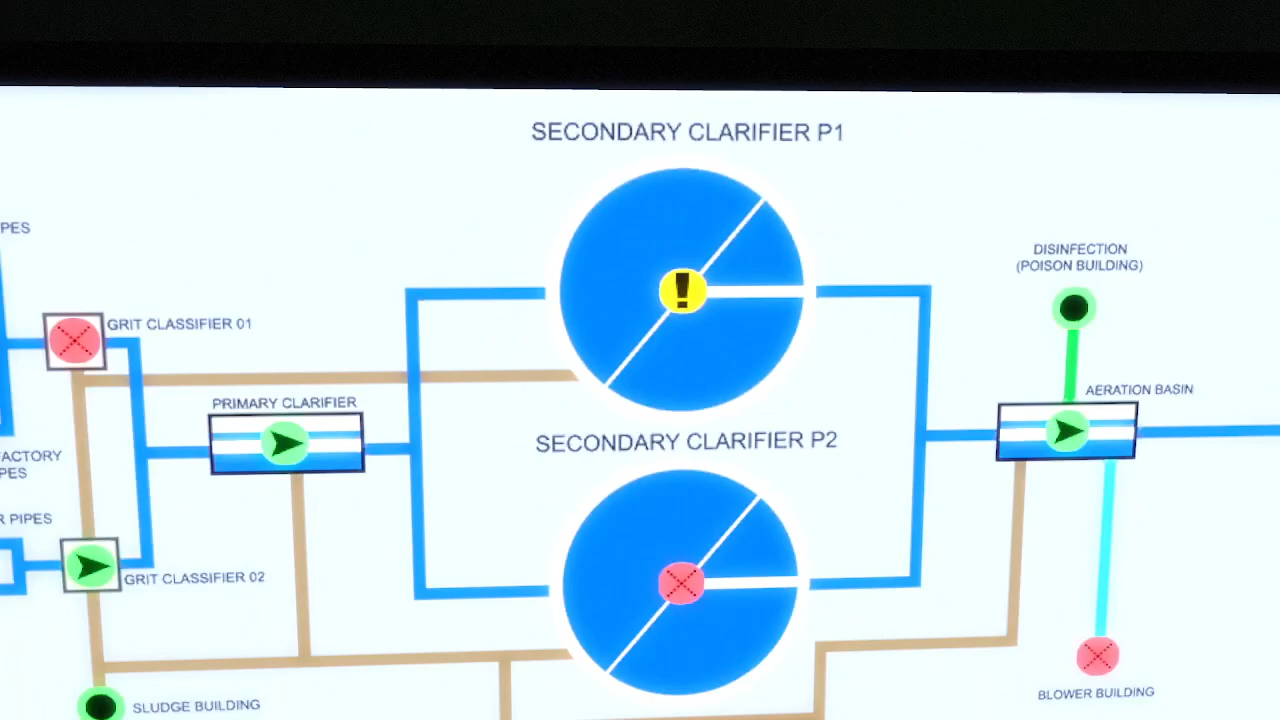 SECONDARY CLARIFIER P1
PES
DISINFECTION
(POISON BUILDING)
GRIT CLASSIFIER 01
PRIMARY CLARIFIER
AERATION BASIN
SECONDARY CLARIFIER P2
ACTORY
PES
R PIPES
GRIT CLASSIFIER 02
BLOWER BUILDING
SLUDGE BUILDING